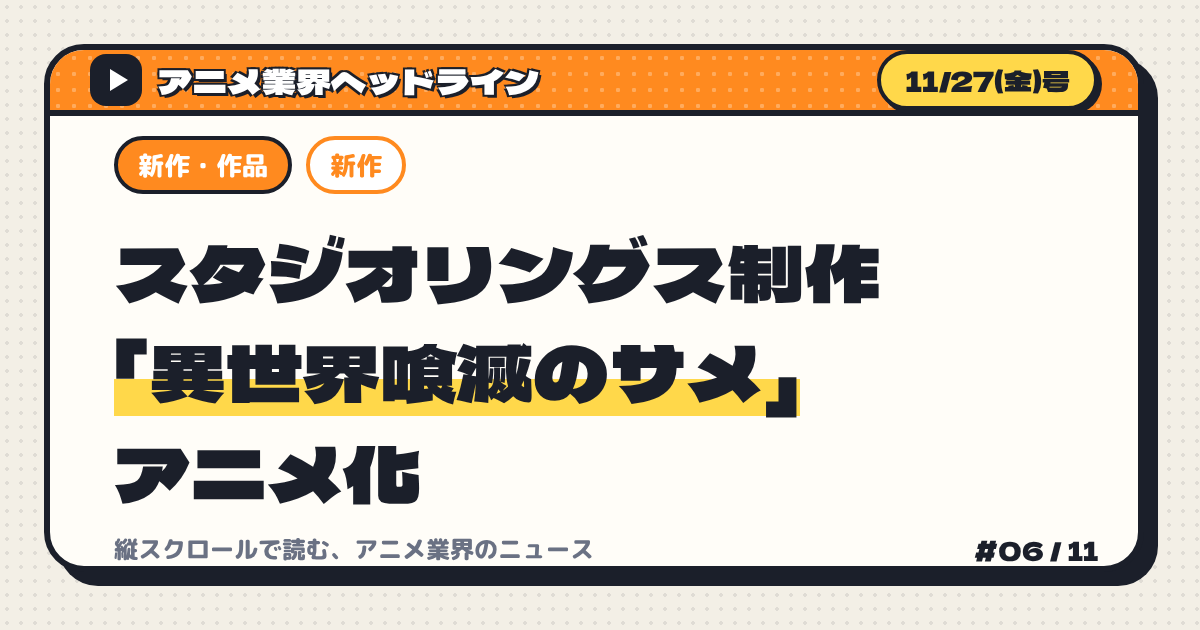 アニメ業界ヘッドライン
11/27(金)号
新作・作品
新作
スタジオリングス制作
「異世界喰滅のサメ」
アニメ化
縦スクロールで読む、アニメ業界のニュース
#06 / 11